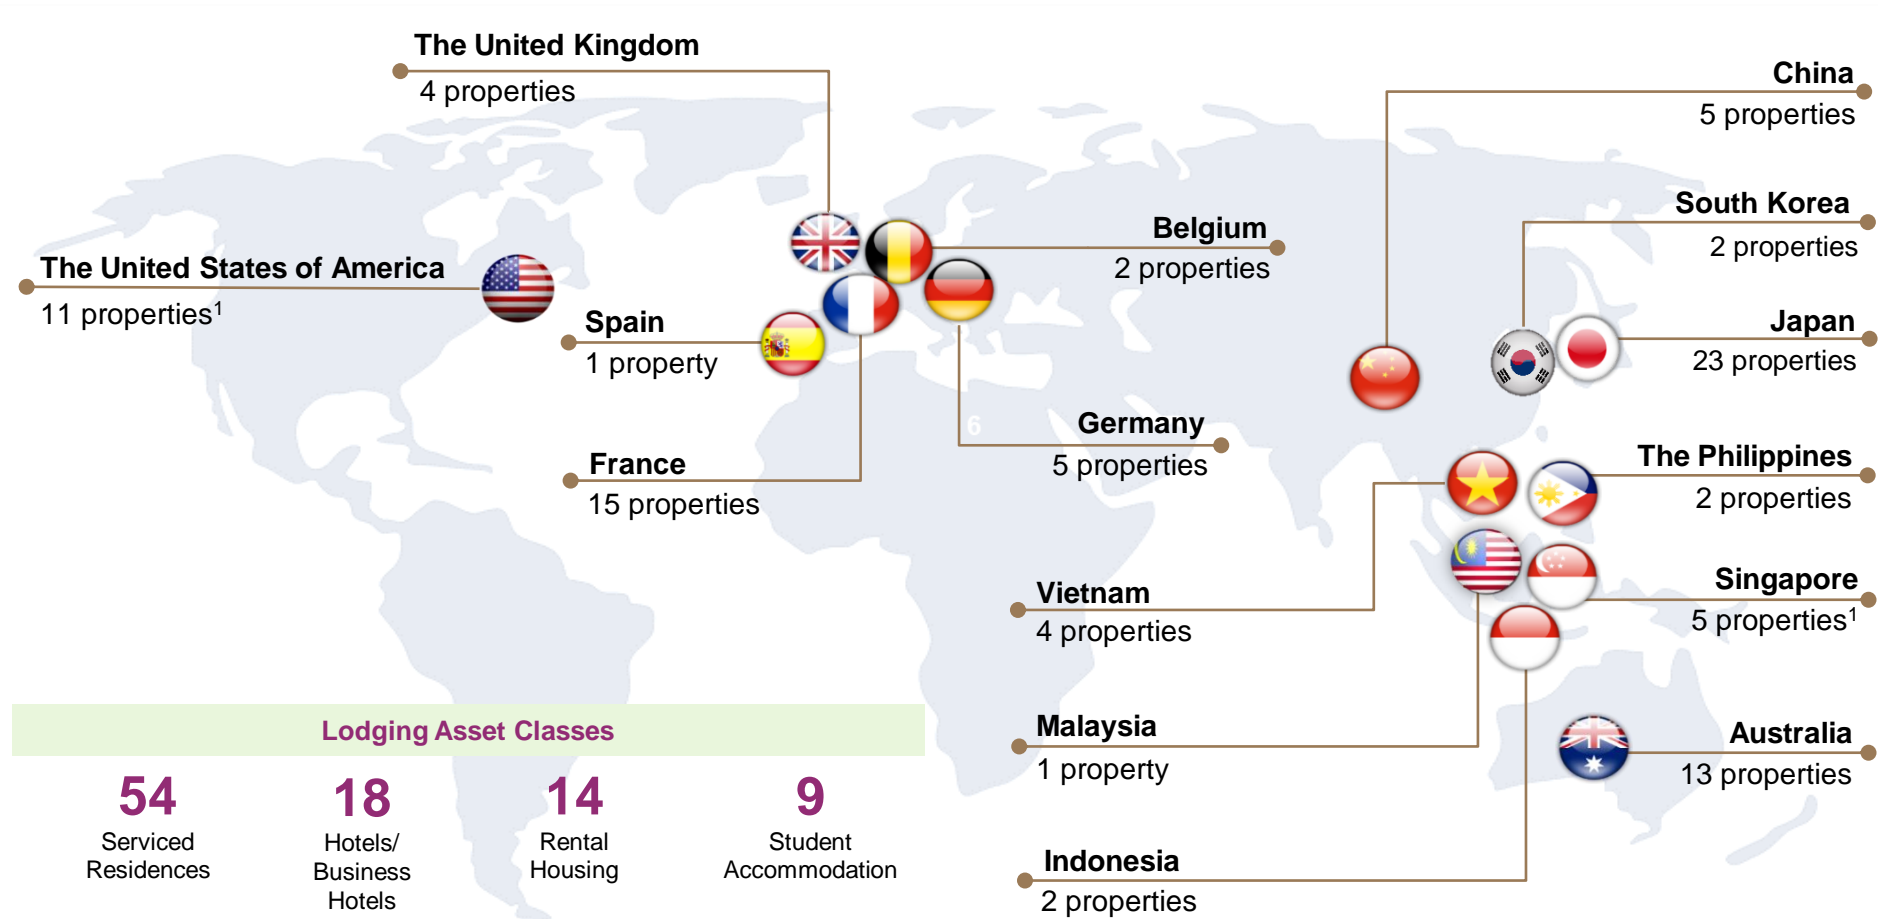 The United Kingdom
4 properties
China
5 properties
South Korea
2 properties
Belgium
2 properties
The United States of America
11 properties¹
Spain
1 property
Japan
23 properties
6
Germany
5 properties
France
15 properties
The Philippines
2 properties
Vietnam
4 properties
Singapore
5 properties¹
Malaysia
1 property
Australia
13 properties
Indonesia
2 properties
Lodging Asset Classes
54
Serviced
Residences
18
Hotels/
Business
Hotels
14
Rental
Housing
9
Student
Accommodation